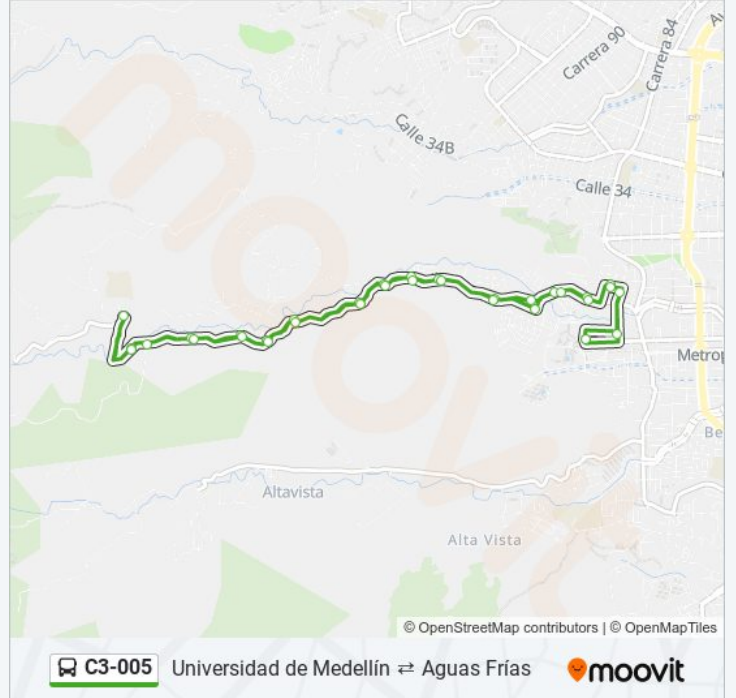 Carrera 90
Carrera 84
Calle 34B
Calle 34
Metrop
Be
Altavista
Alta Vista
moovit
© OpenStreetMap contributors | © OpenMapTiles
C3-005 Universidad de Medellín ⇄ Aguas Frías moovit